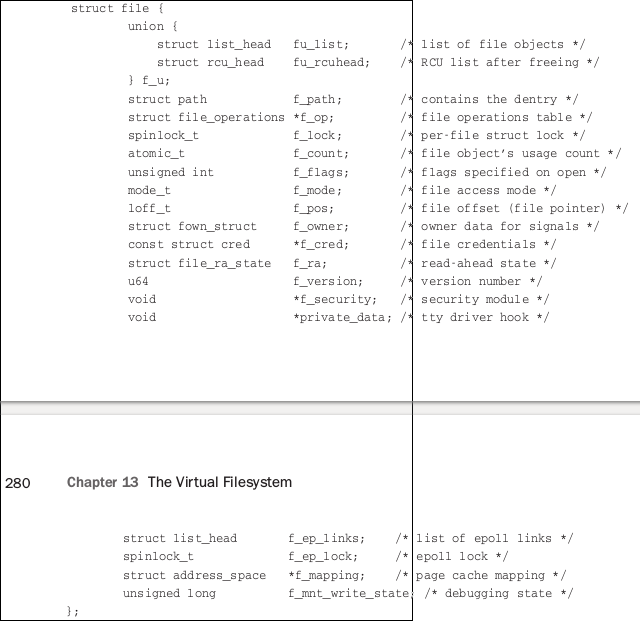 struct file {
union {
struct list_head fu_list; /* list of file objects */
struct rcu_head fu_rcuhead; /* RCU list after freeing */
} f_u;
struct path f_path; /* contains the dentry */
struct file_operations *f_op; /* file operations table */
spinlock_t f_lock; /* per-file struct lock */
atomic_t f_count; /* file object's usage count */
unsigned int f_flags; /* flags specified on open */
mode_t f_mode; /* file access mode */
loff_t f_pos; /* file offset (file pointer) */
struct fown_struct f_owner; /* owner data for signals */
const struct cred *f_cred; /* file credentials */
struct file_ra_state f_ra; /* read-ahead state */
u64 f_version; /* version number */
void *f_security; /* security module */
void *private_data; /* tty driver hook */
280 Chapter 13 The Virtual Filesystem
struct list_head f_ep_links; /* list of epoll links */
spinlock_t f_ep_lock; /* epoll lock */
struct address_space *f_mapping; /* page cache mapping */
unsigned long f_mnt_write_state; /* debugging state */
};